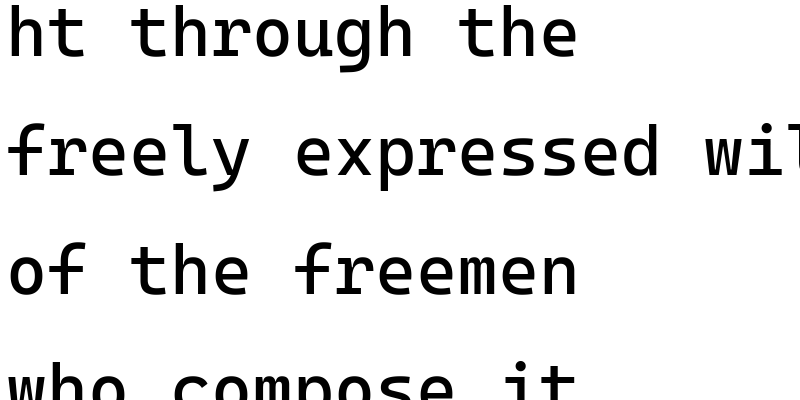 ht through the
freely expressed wil
of the freemen
who compose it